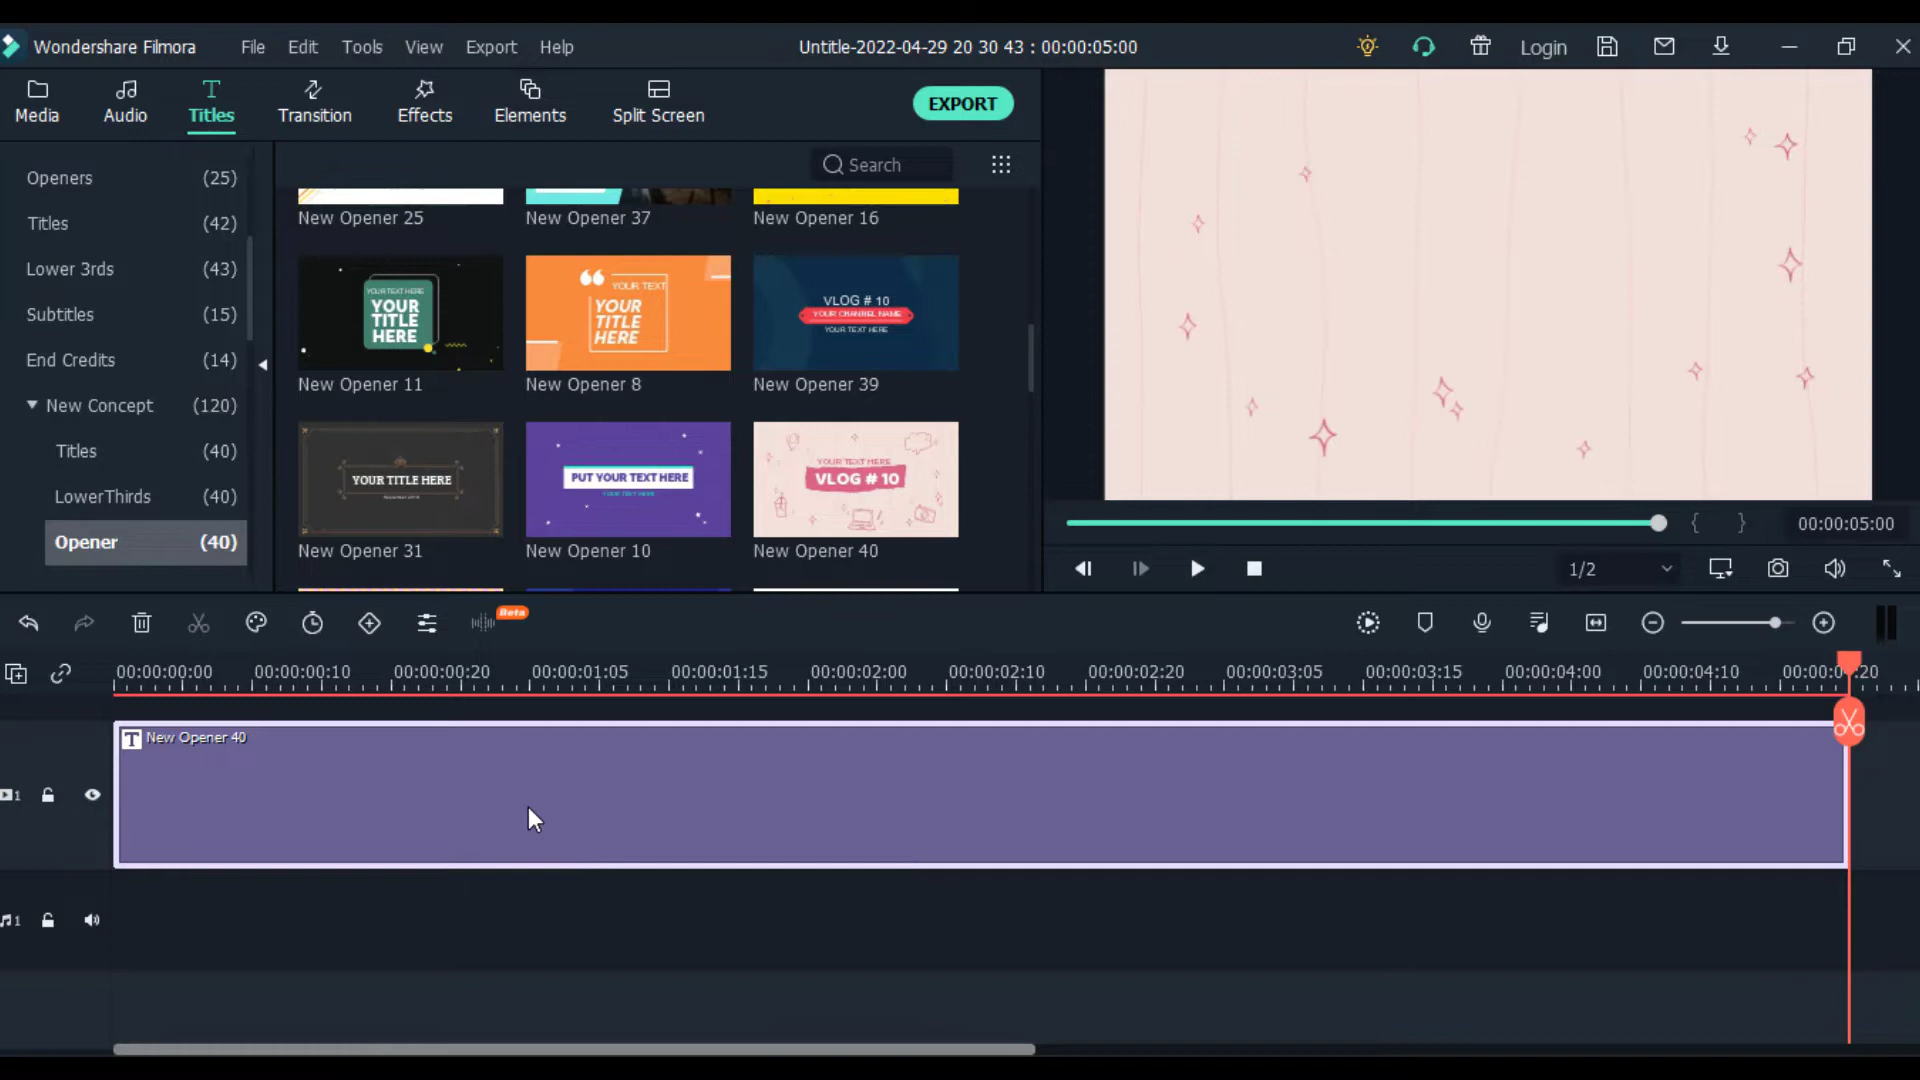 Wondershare Filmora File Edit Tools View Export Help Untitle-2022-04-29 20 30 43 : 00:00:05:00 Login
Media Audio Titles Transition Effects Elements Split Screen EXPORT
Search
Openers (25)
Titles (42)
Lower 3rds (43)
Subtitles (15)
End Credits (14)
New Concept (120)
Titles (40)
LowerThirds (40)
Opener (40)
New Opener 25 New Opener 37 New Opener 16
YOUR TEXT HERE
YOUR
TITLE
HERE
YOUR TEXT
YOUR
TITLE
HERE
VLOG # 10
YOUR CHANNEL NAME
YOUR TEXT HERE
New Opener 11 New Opener 8 New Opener 39
YOUR TITLE HERE
PUT YOUR TEXT HERE
YOUR TEXT HERE
YOUR TEXT HERE
VLOG # 10
New Opener 31 New Opener 10 New Opener 40
{ } 00:00:05:00
1/2
Beta
00:00:00:00 00:00:00:10 00:00:00:20 00:00:01:05 00:00:01:15 00:00:02:00 00:00:02:10 00:00:02:20 00:00:03:05 00:00:03:15 00:00:04:00 00:00:04:10
T New Opener 40
1
1